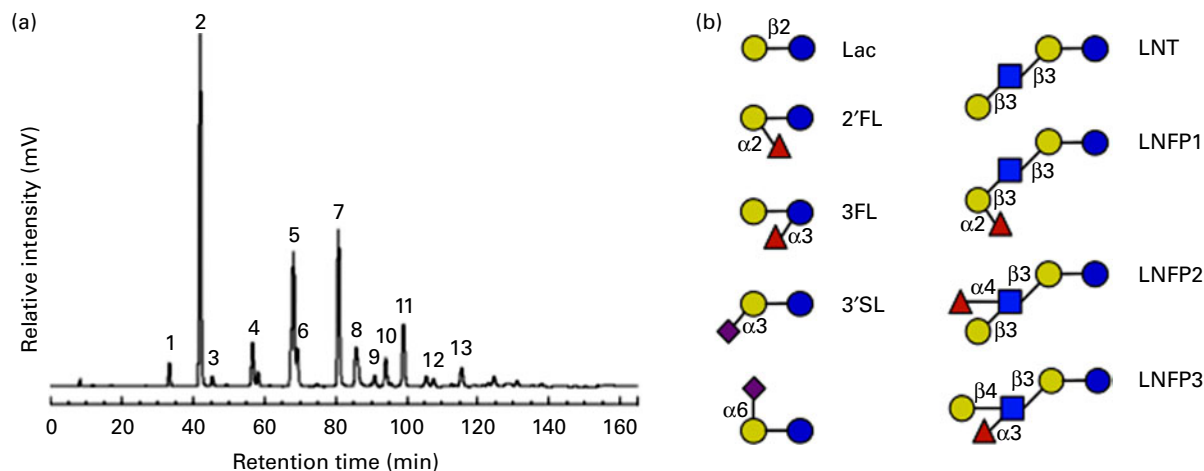 (a)
Relative intensity (mV)
1
2
3
4
5
6
7
8
9
10
11
12
13
0 20 40 60 80 100 120 140 160
Retention time (min)
(b)
β2
Lac
α2
2′FL
α3
3FL
α3
3′SL
α6
β3
β3
LNT
β3
β3
α2
LNFP1
β3
α4
β3
LNFP2
β3
β4
α3
LNFP3